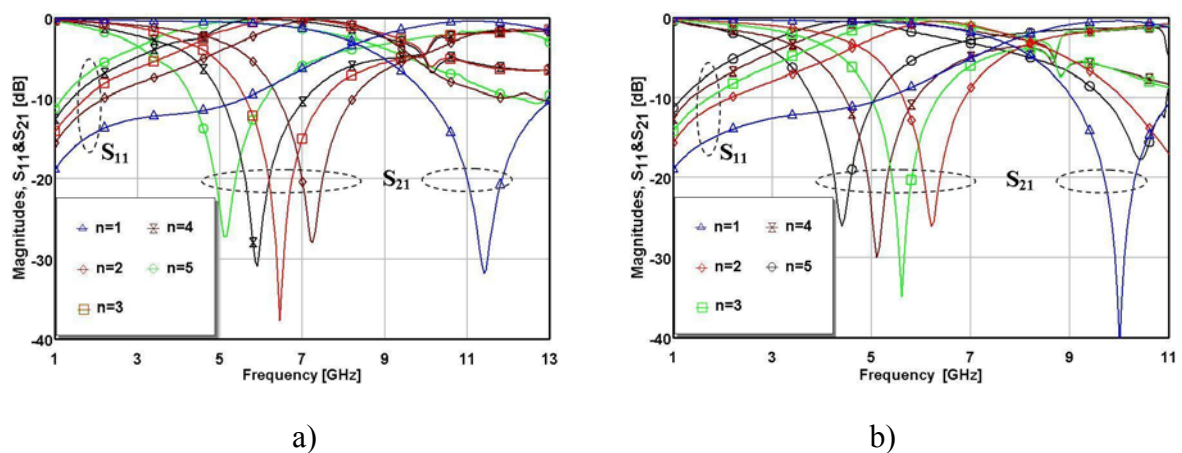 0
-10
-20
-30
-40
Magnitudes, S11&S21 [dB]
S11
S21
n=1
n=4
n=2
n=5
n=3
1
3
5
7
9
11
13
Frequency [GHz]
a)
0
-10
-20
-30
-40
Magnitudes, S11&S21 [dB]
S11
S21
n=1
n=4
n=2
n=5
n=3
1
3
5
7
9
11
Frequency [GHz]
b)